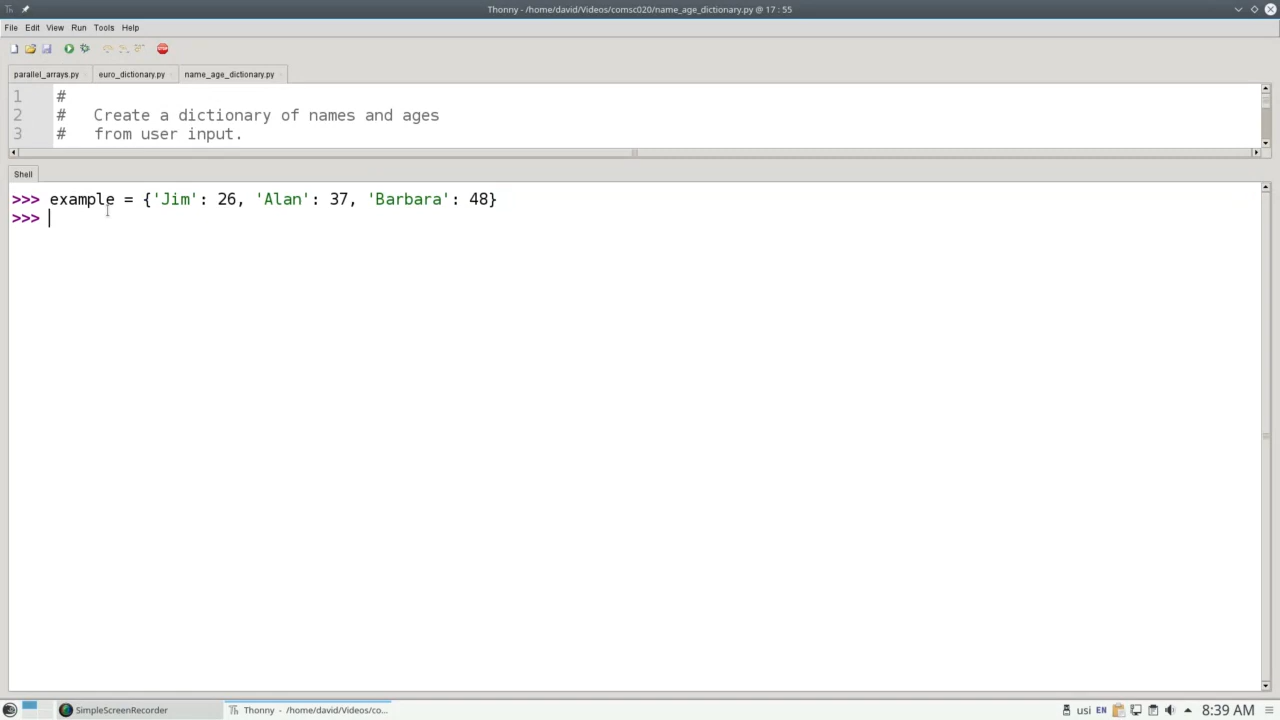 Thonny - /home/david/Videos/comsc020/name_age_dictionary.py @ 17 : 55
File Edit View Run Tools Help
parallel_arrays.py euro_dictionary.py name_age_dictionary.py
1 #
2 # Create a dictionary of names and ages
3 # from user input.
Shell
>>> example = {'Jim': 26, 'Alan': 37, 'Barbara': 48}
>>>
SimpleScreenRecorder Thonny - /home/david/Videos/co... usi EN 8:39 AM